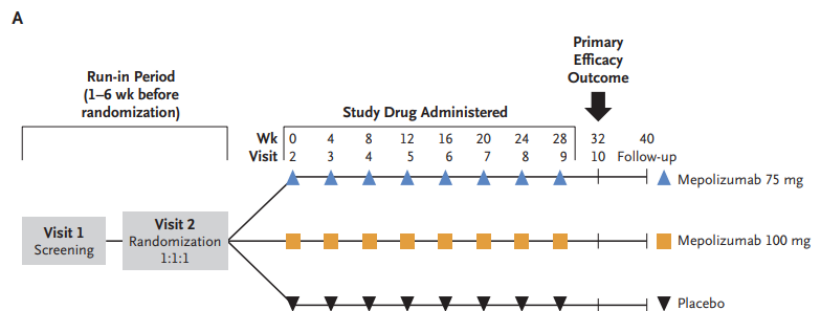 A
Primary
Efficacy
Outcome
Run-in Period
(1–6 wk before
randomization)
Study Drug Administered
Wk 0 4 8 12 16 20 24 28 32 40
Visit 2 3 4 5 6 7 8 9 10 Follow-up
Mepolizumab 75 mg
Visit 1
Screening
Visit 2
Randomization
1:1:1
Mepolizumab 100 mg
Placebo